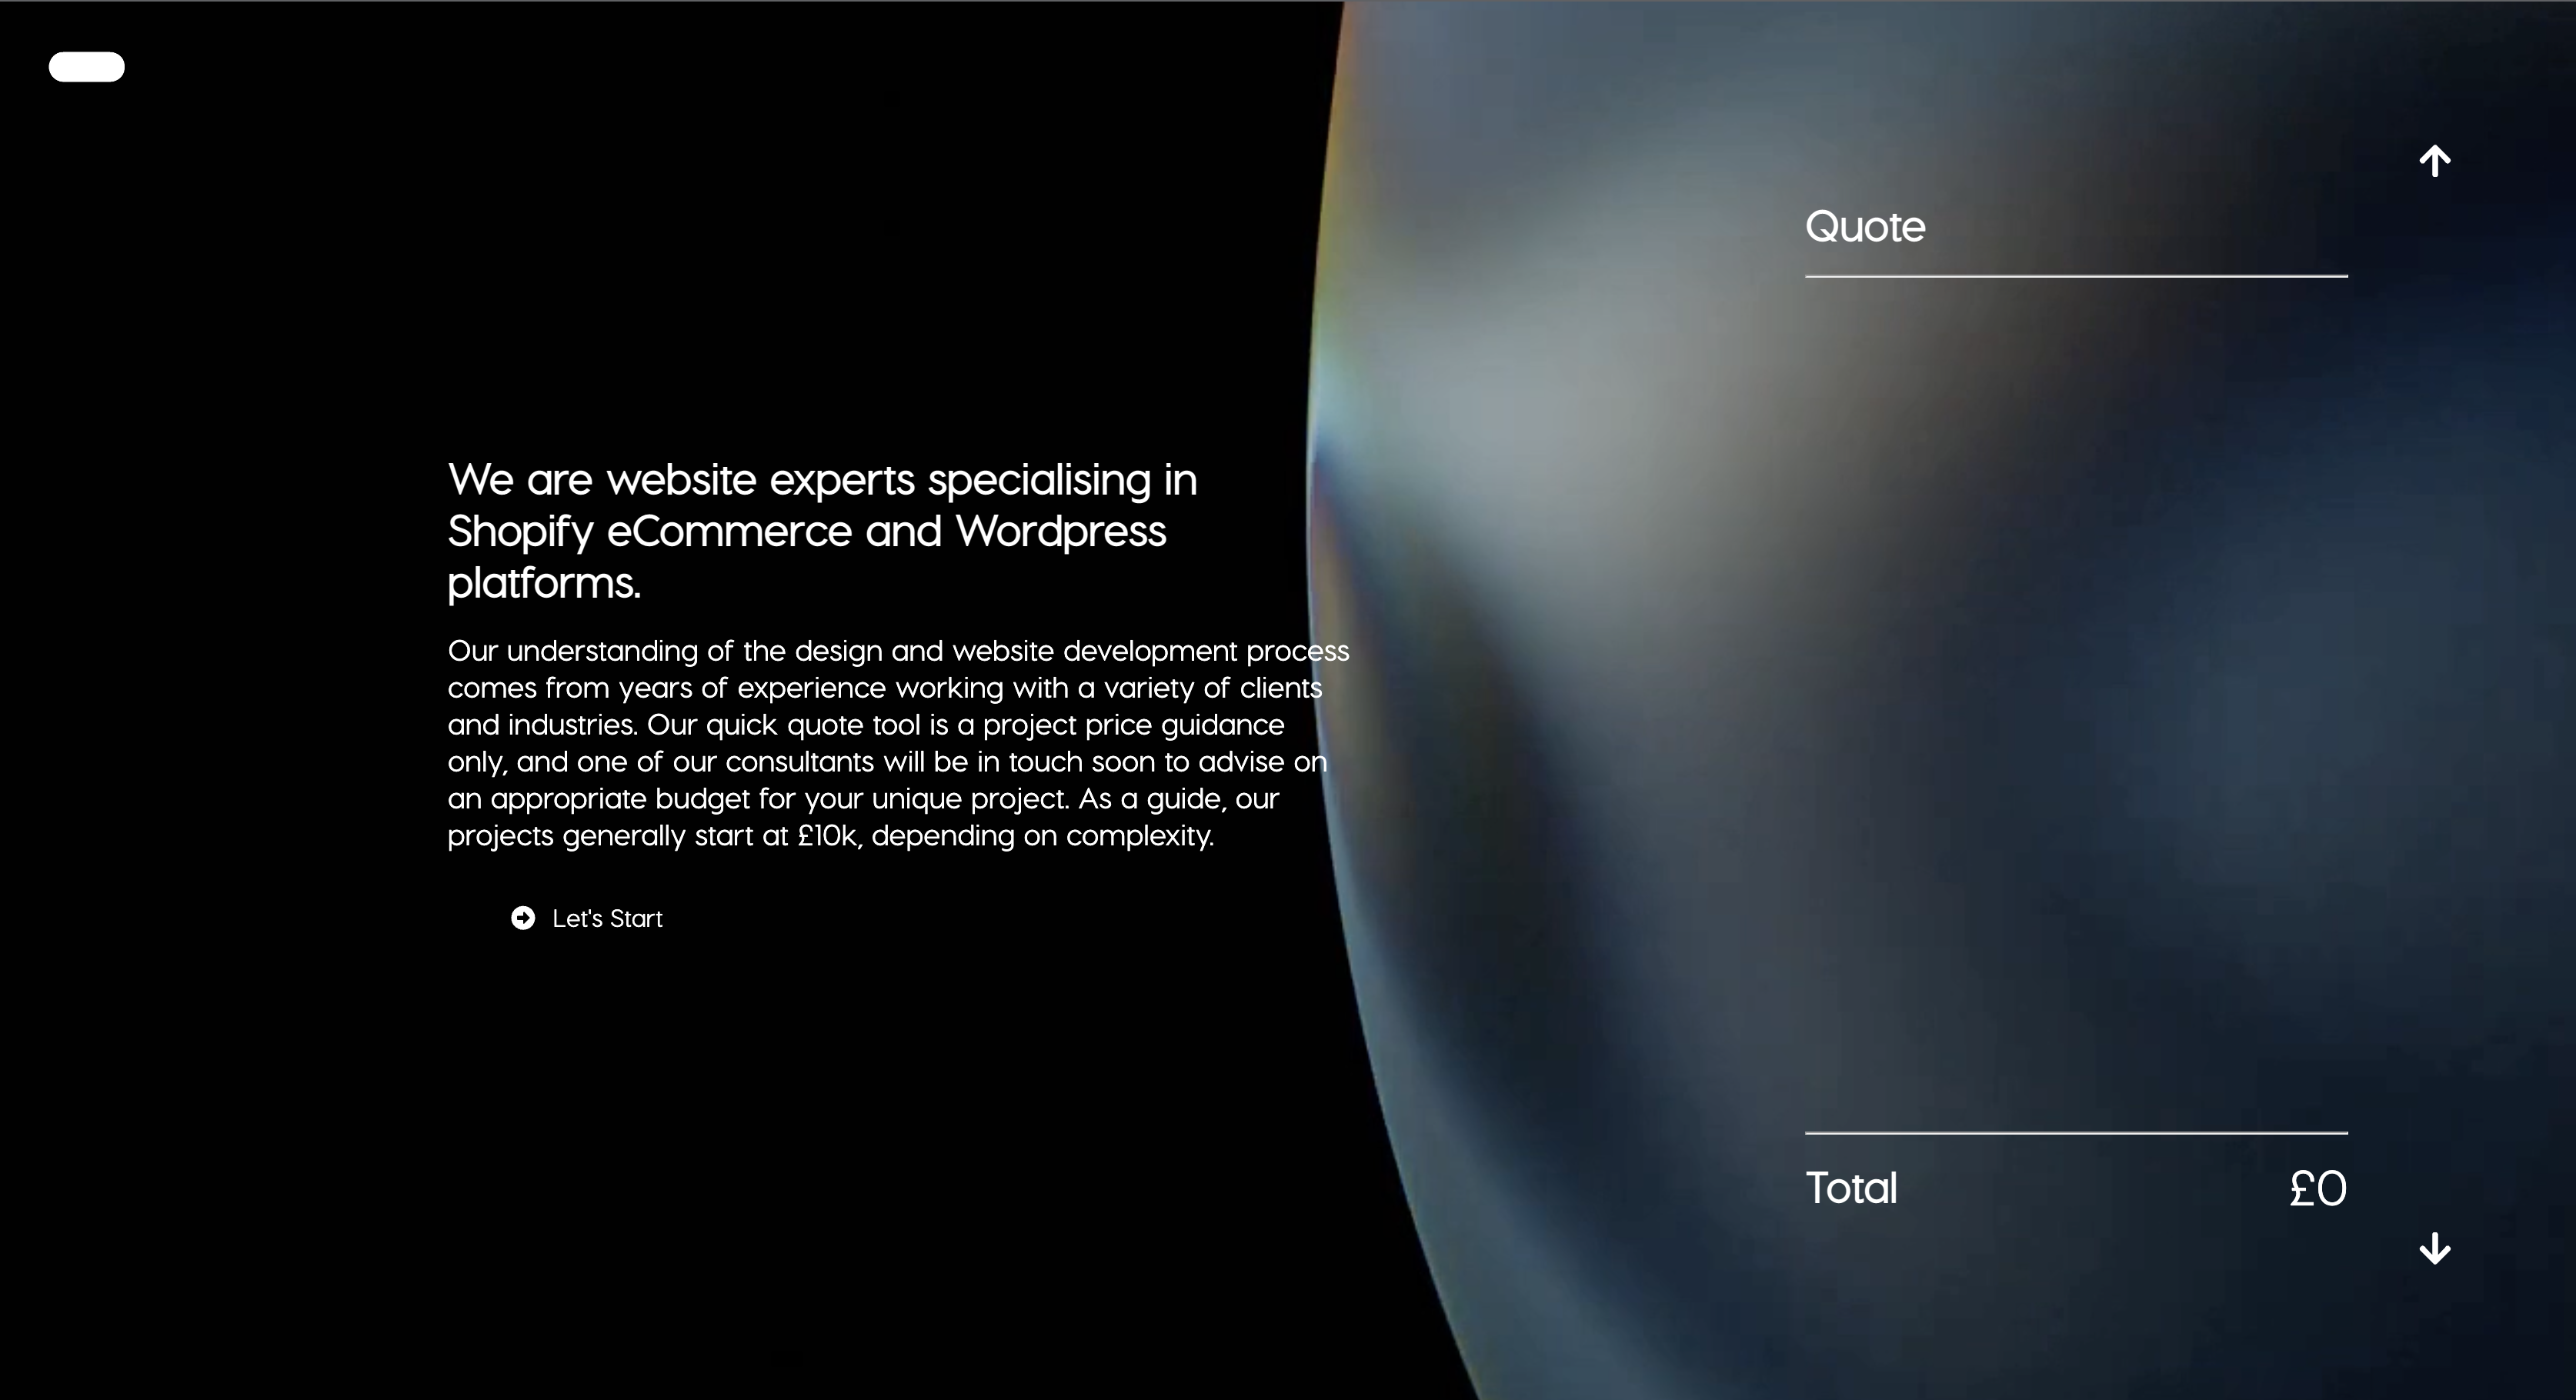 We are website experts specialising in
Shopify eCommerce and Wordpress
platforms.
Our understanding of the design and website development process
comes from years of experience working with a variety of clients
and industries. Our quick quote tool is a project price guidance
only, and one of our consultants will be in touch soon to advise on
an appropriate budget for your unique project. As a guide, our
projects generally start at £10k, depending on complexity.
Let's Start
Quote
Total £0